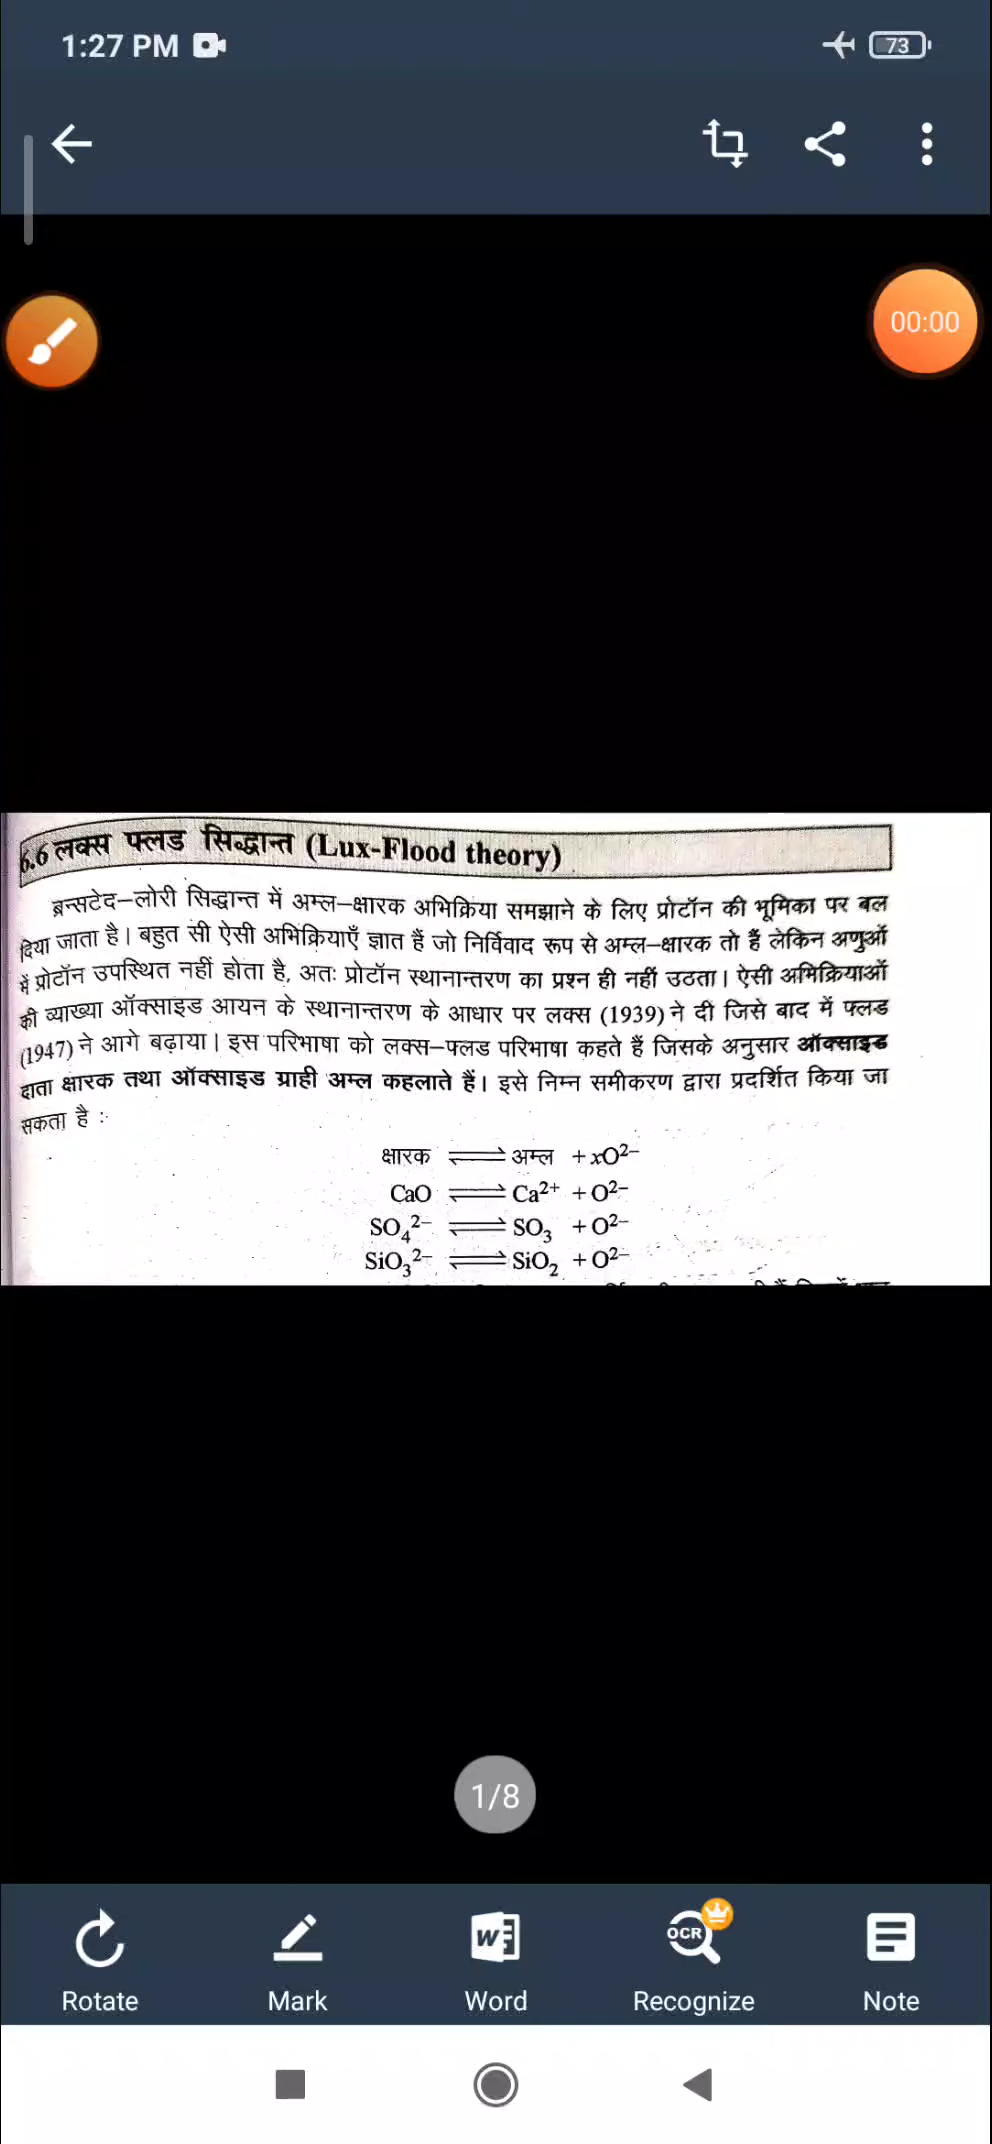 1:27 PM
73
00:00
6.6 लक्स फ्लड सिद्धान्त (Lux-Flood theory)
ब्रन्सटेद–लोरी सिद्धान्त में अम्ल–क्षारक अभिक्रिया समझाने के लिए प्रोटॉन की भूमिका पर बल
दिया जाता है। बहुत सी ऐसी अभिक्रियाएँ ज्ञात हैं जो निर्विवाद रूप से अम्ल–क्षारक तो हैं लेकिन अणुओं
में प्रोटॉन उपस्थित नहीं होता है, अतः प्रोटॉन स्थानान्तरण का प्रश्न ही नहीं उठता। ऐसी अभिक्रियाओं
की व्याख्या ऑक्साइड आयन के स्थानान्तरण के आधार पर लक्स (1939) ने दी जिसे बाद में फ्लड
(1947) ने आगे बढ़ाया। इस परिभाषा को लक्स–फ्लड परिभाषा कहते हैं जिसके अनुसार ऑक्साइड
दाता क्षारक तथा ऑक्साइड ग्राही अम्ल कहलाते हैं। इसे निम्न समीकरण द्वारा प्रदर्शित किया जा
सकता है :
क्षारक ⇌ अम्ल + xO²⁻
CaO ⇌ Ca²⁺ + O²⁻
SO₄²⁻ ⇌ SO₃ + O²⁻
SiO₃²⁻ ⇌ SiO₂ + O²⁻
1/8
OCR
Rotate Mark Word Recognize Note